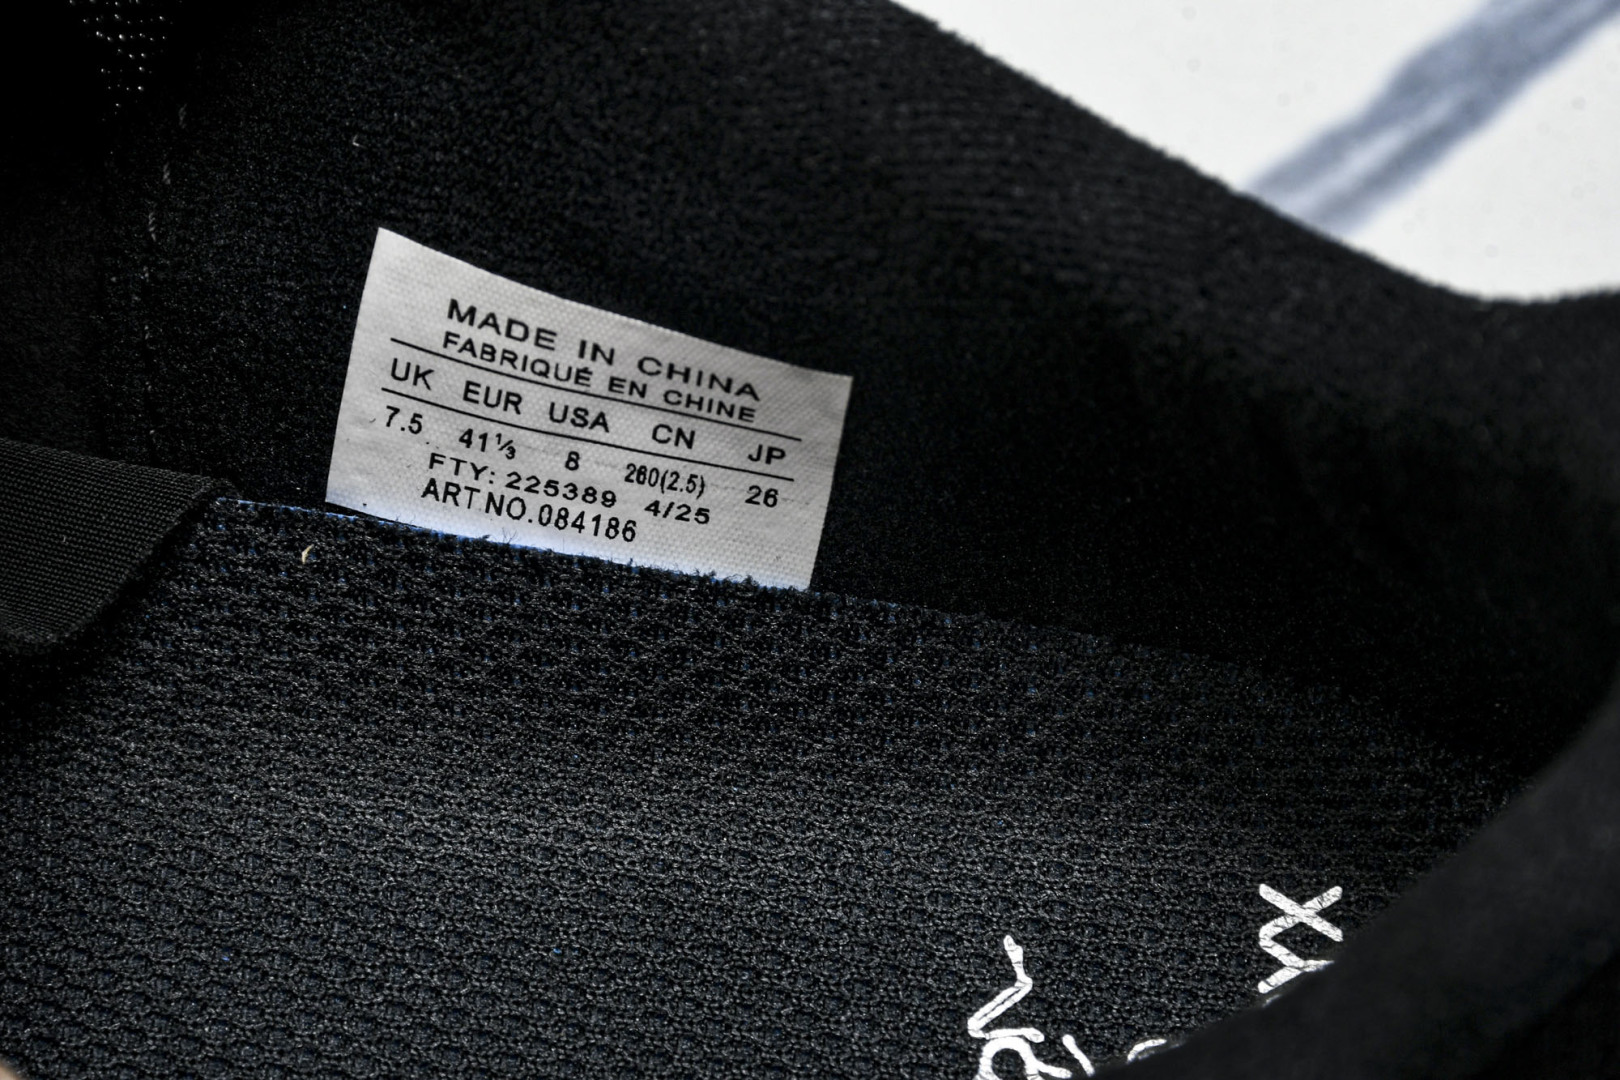 MADE IN CHINA
FABRIQUÉ EN CHINE
UK EUR USA CN JP
7.5 41⅓ 8 260(2.5) 26
FTY: 225389 4/25
ART NO.084186